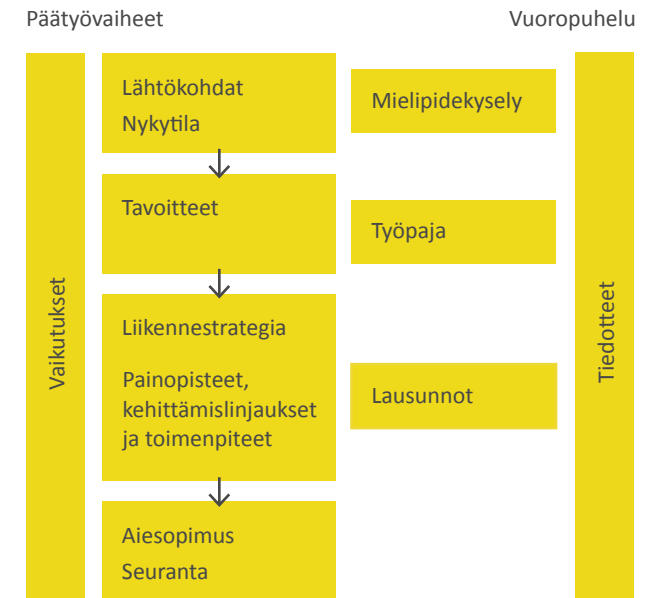 Päätyövaiheet
Vuoropuhelu
Vaikutukset
Lähtökohdat
Nykytila
Mielipidekysely
Tavoitteet
Työpaja
Liikennestrategia
Painopisteet,
kehittämislinjaukset
ja toimenpiteet
Lausunnot
Aiesopimus
Seuranta
Tiedotteet